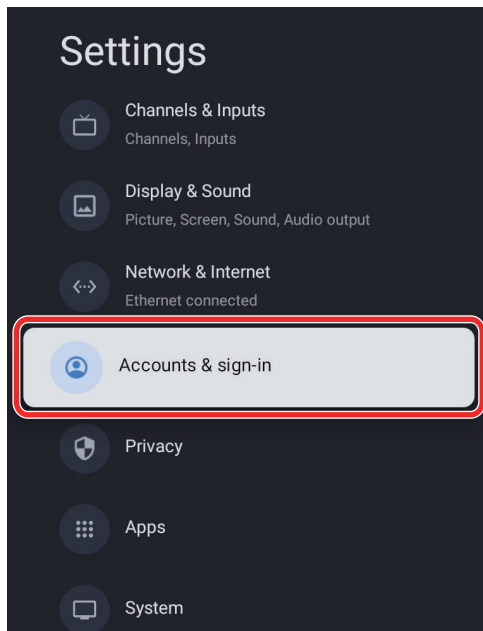 Settings
Channels & Inputs
Channels, Inputs
Display & Sound
Picture, Screen, Sound, Audio output
Network & Internet
Ethernet connected
Accounts & sign-in
Privacy
Apps
System